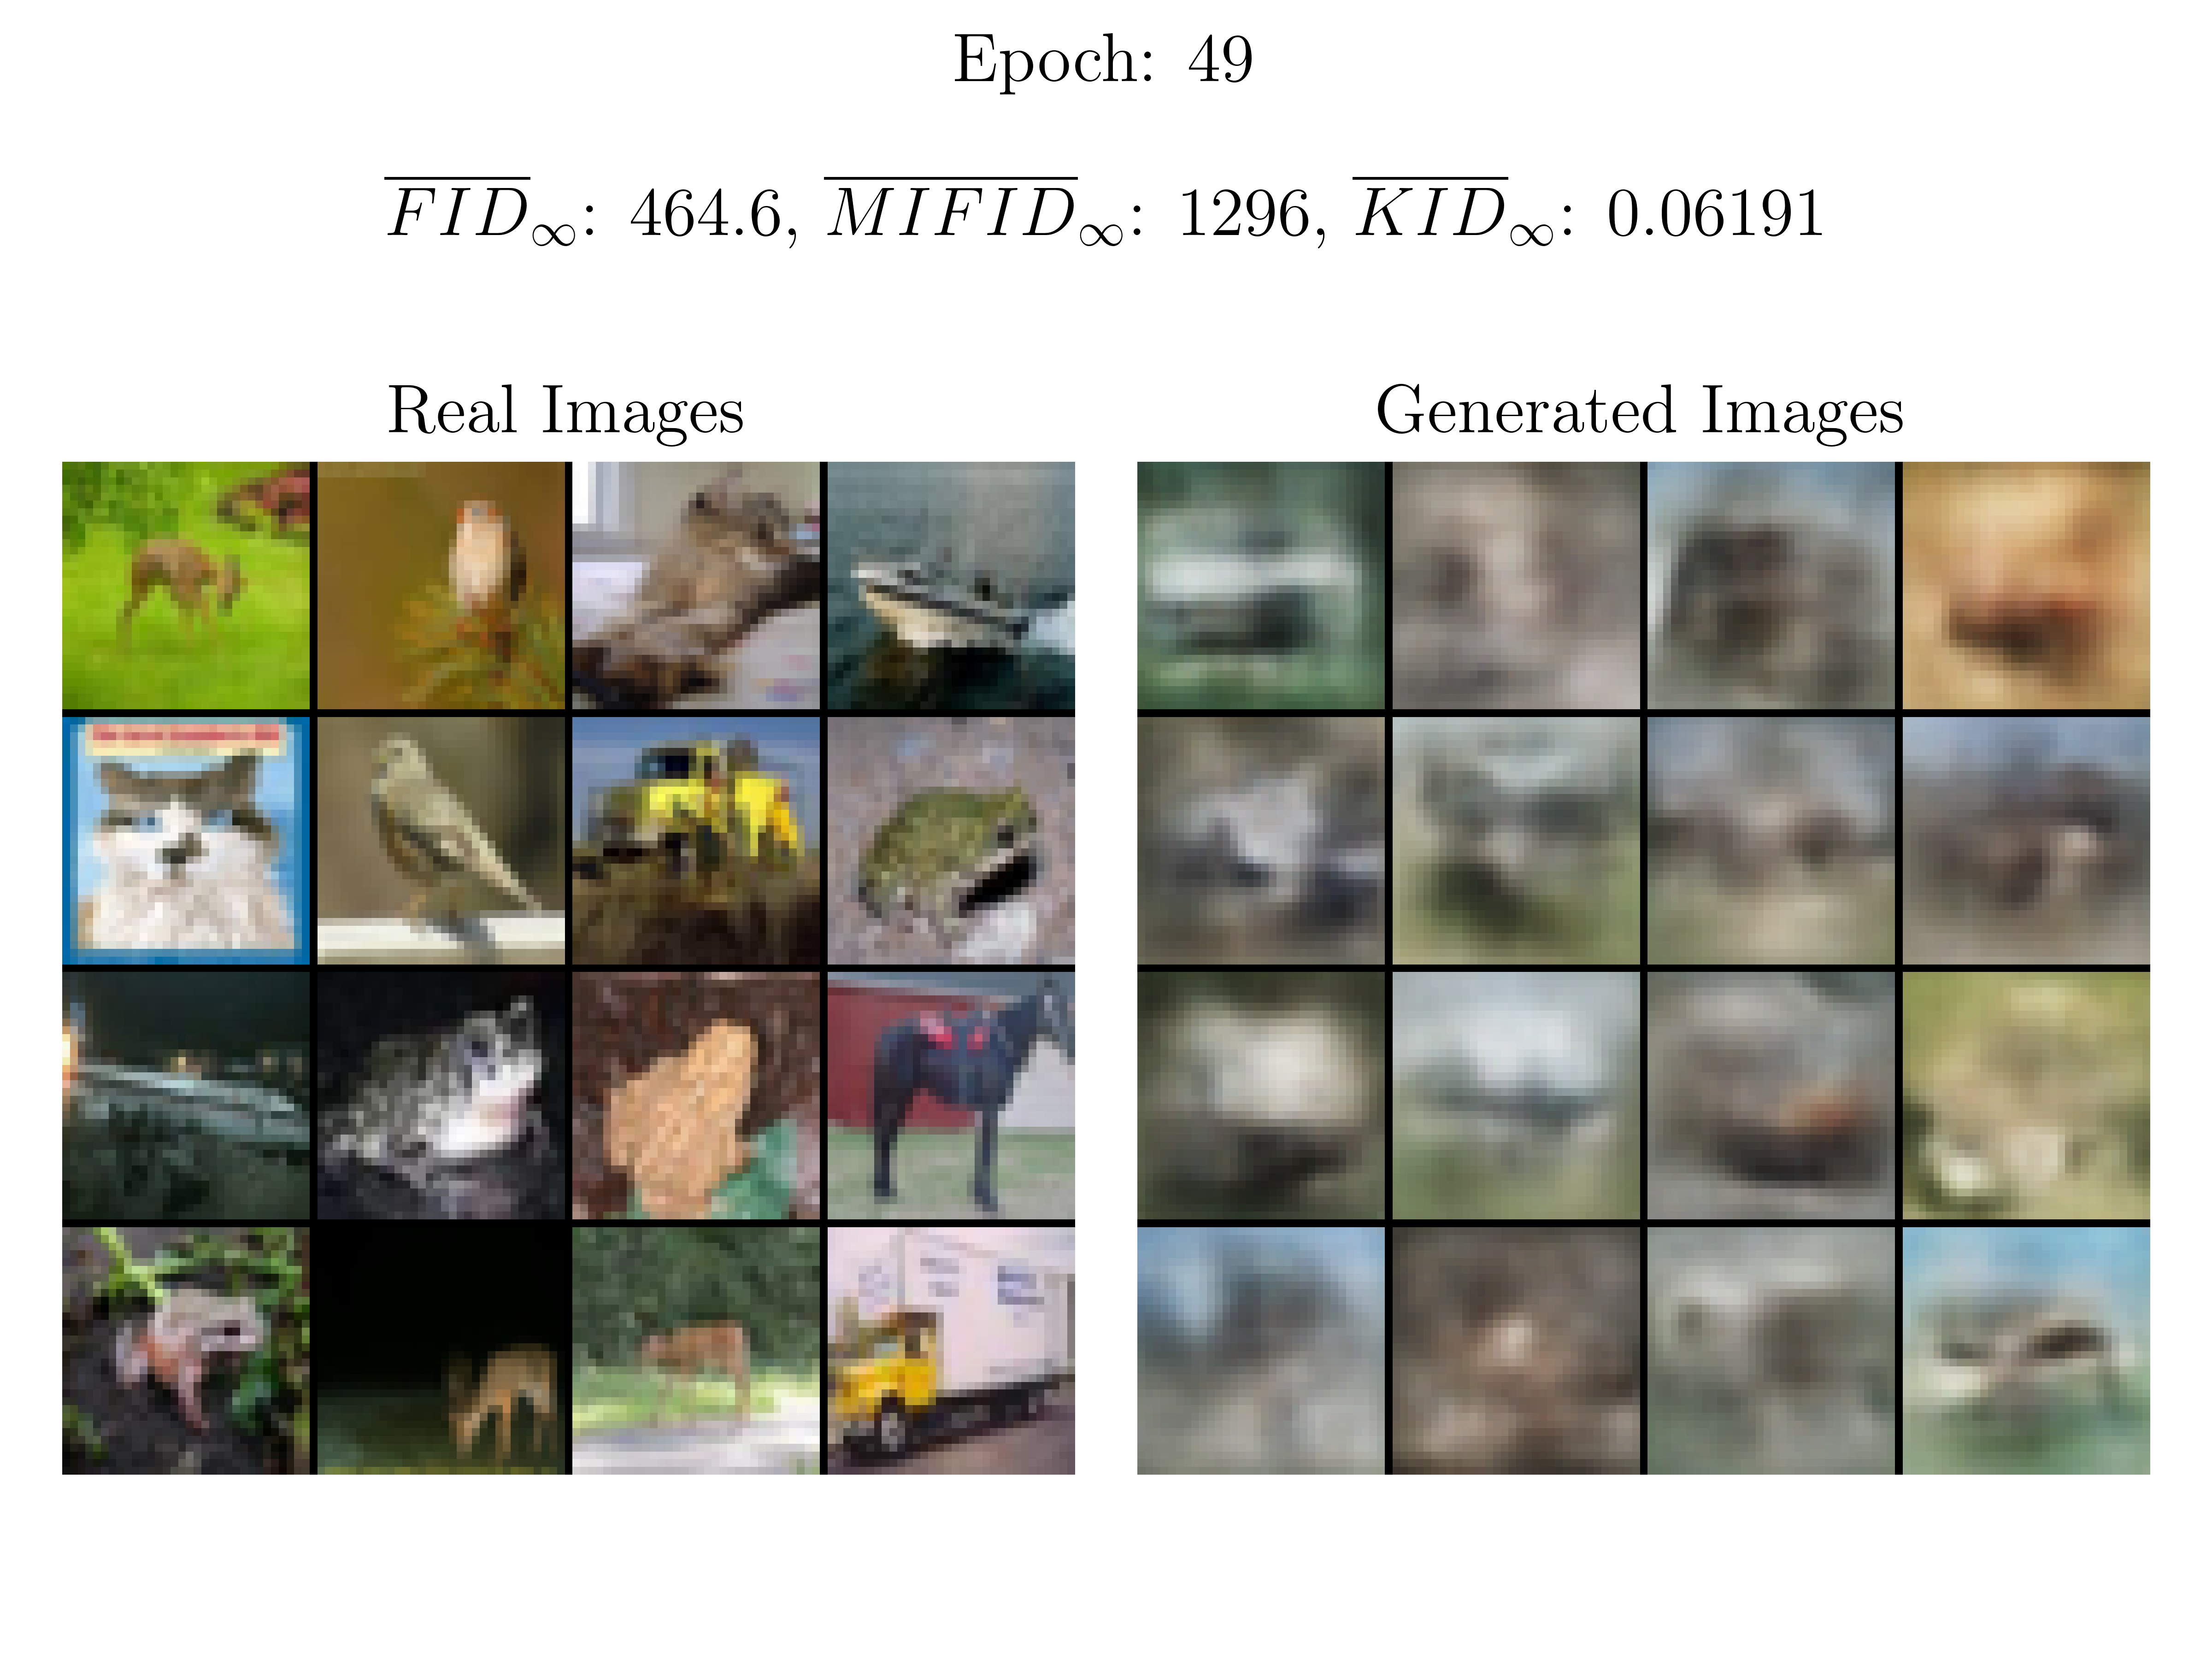 Epoch: 49
FID∞: 464.6, MIFID∞: 1296, KID∞: 0.06191
Real Images
Generated Images